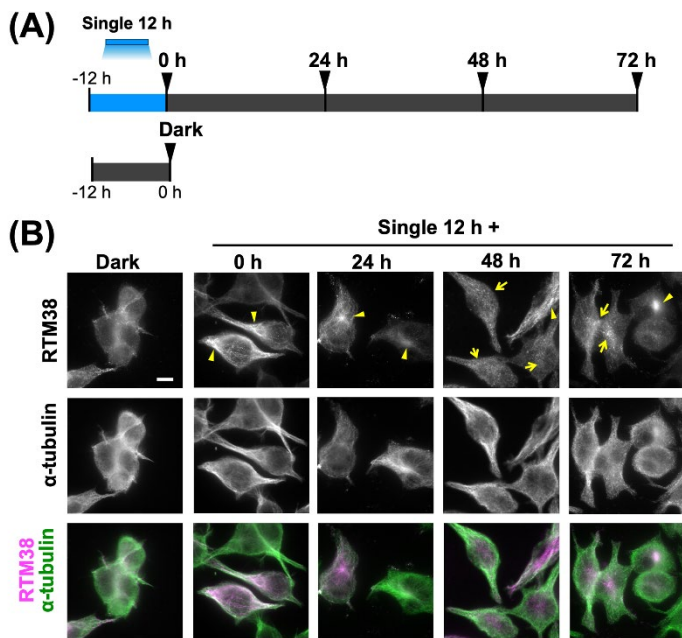 (A)
Single 12 h
-12 h
0 h
24 h
48 h
72 h
Dark
-12 h
0 h
(B)
Single 12 h +
Dark
0 h
24 h
48 h
72 h
RTM38
α-tubulin
RTM38
α-tubulin